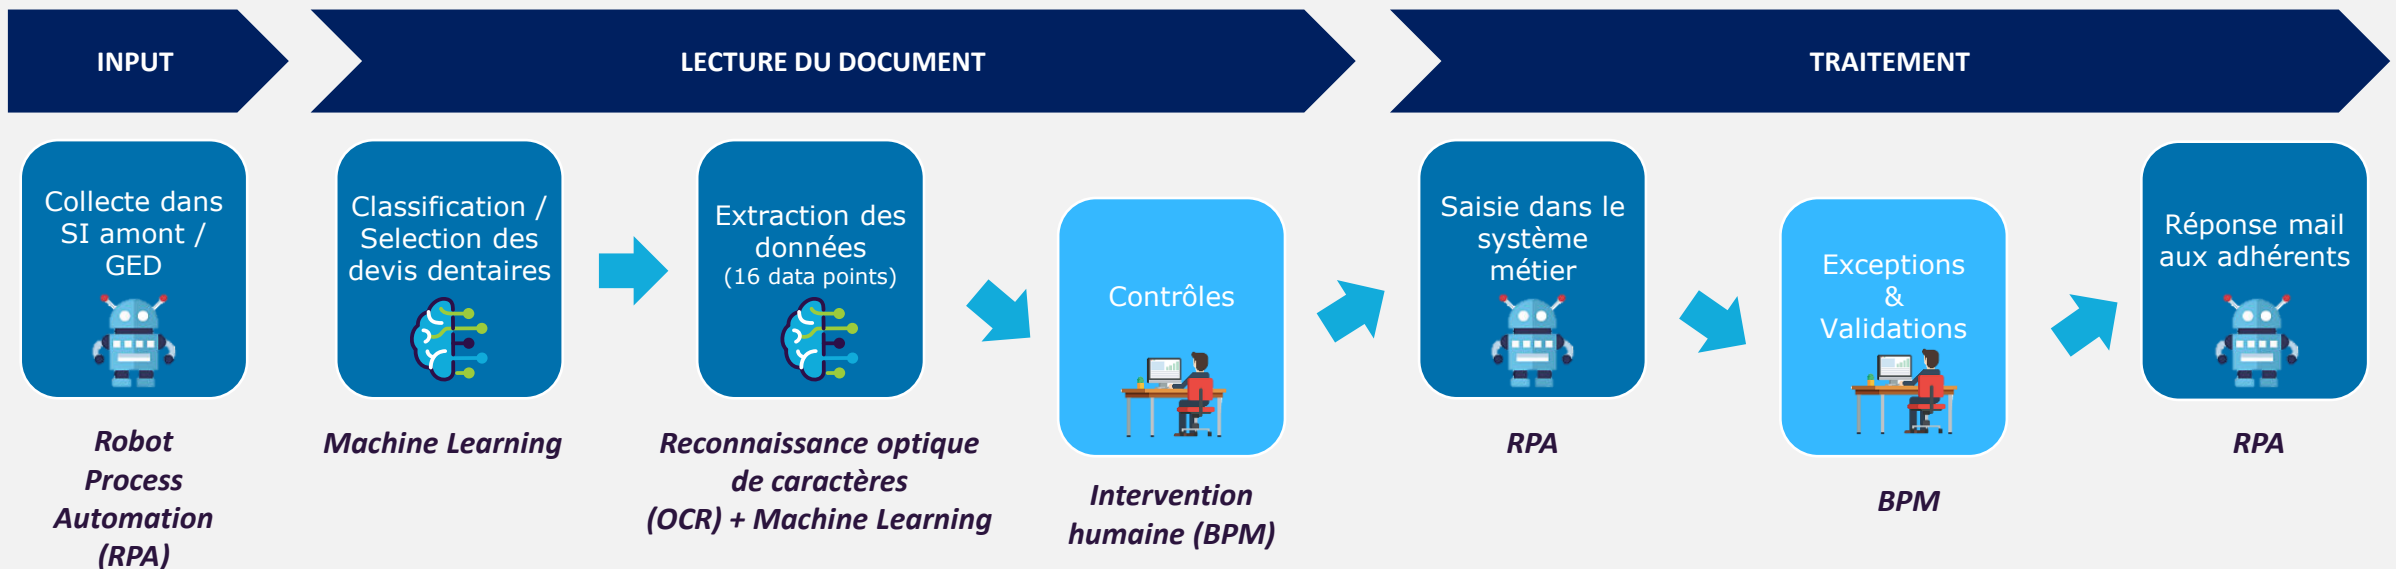 INPUT
LECTURE DU DOCUMENT
TRAITEMENT
Collecte dans
SI amont /
GED
Robot
Process
Automation
(RPA)
Classification /
Selection des
devis dentaires
Machine Learning
Extraction des
données
(16 data points)
Reconnaissance optique
de caractères
(OCR) + Machine Learning
Contrôles
Intervention
humaine (BPM)
Saisie dans le
système
métier
RPA
Exceptions
&
Validations
BPM
Réponse mail
aux adhérents
RPA